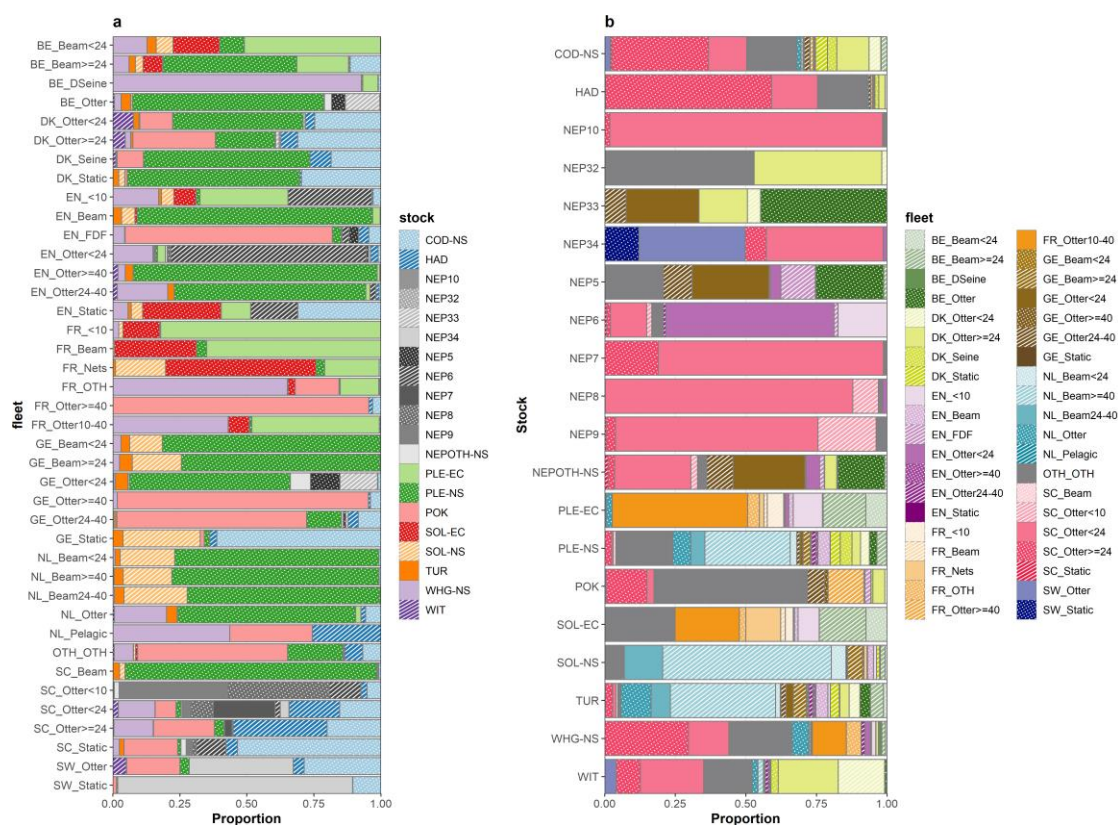 a
BE_Beam<24
BE_Beam>=24
BE_DSeine
BE_Otter
DK_Otter<24
DK_Otter>=24
DK_Seine
DK_Static
EN_<10
EN_Beam
EN_FDF
EN_Otter<24
EN_Otter>=40
EN_Otter24-40
EN_Static
FR_<10
FR_Beam
FR_Nets
FR_OTH
FR_Otter>=40
FR_Otter10-40
GE_Beam<24
GE_Beam>=24
GE_Otter<24
GE_Otter>=40
GE_Otter24-40
GE_Static
NL_Beam<24
NL_Beam>=40
NL_Beam24-40
NL_Otter
NL_Pelagic
OTH_OTH
SC_Beam
SC_Otter<10
SC_Otter<24
SC_Otter>=24
SC_Static
SW_Otter
SW_Static
fleet
0.00
0.25
0.50
0.75
1.00
Proportion
stock
COD-NS
HAD
NEP10
NEP32
NEP33
NEP34
NEP5
NEP6
NEP7
NEP8
NEP9
NEPOTH-NS
PLE-EC
PLE-NS
POK
SOL-EC
SOL-NS
TUR
WHG-NS
WIT
b
COD-NS
HAD
NEP10
NEP32
NEP33
NEP34
NEP5
NEP6
NEP7
NEP8
NEP9
NEPOTH-NS
PLE-EC
PLE-NS
POK
SOL-EC
SOL-NS
TUR
WHG-NS
WIT
Stock
0.00
0.25
0.50
0.75
1.00
Proportion
fleet
BE_Beam<24
BE_Beam>=24
BE_DSeine
BE_Otter
DK_Otter<24
DK_Otter>=24
DK_Seine
DK_Static
EN_<10
EN_Beam
EN_FDF
EN_Otter<24
EN_Otter>=40
EN_Otter24-40
EN_Static
FR_<10
FR_Beam
FR_Nets
FR_OTH
FR_Otter>=40
FR_Otter10-40
GE_Beam<24
GE_Beam>=24
GE_Otter<24
GE_Otter>=40
GE_Otter24-40
GE_Static
NL_Beam<24
NL_Beam>=40
NL_Beam24-40
NL_Otter
NL_Pelagic
OTH_OTH
SC_Beam
SC_Otter<10
SC_Otter<24
SC_Otter>=24
SC_Static
SW_Otter
SW_Static